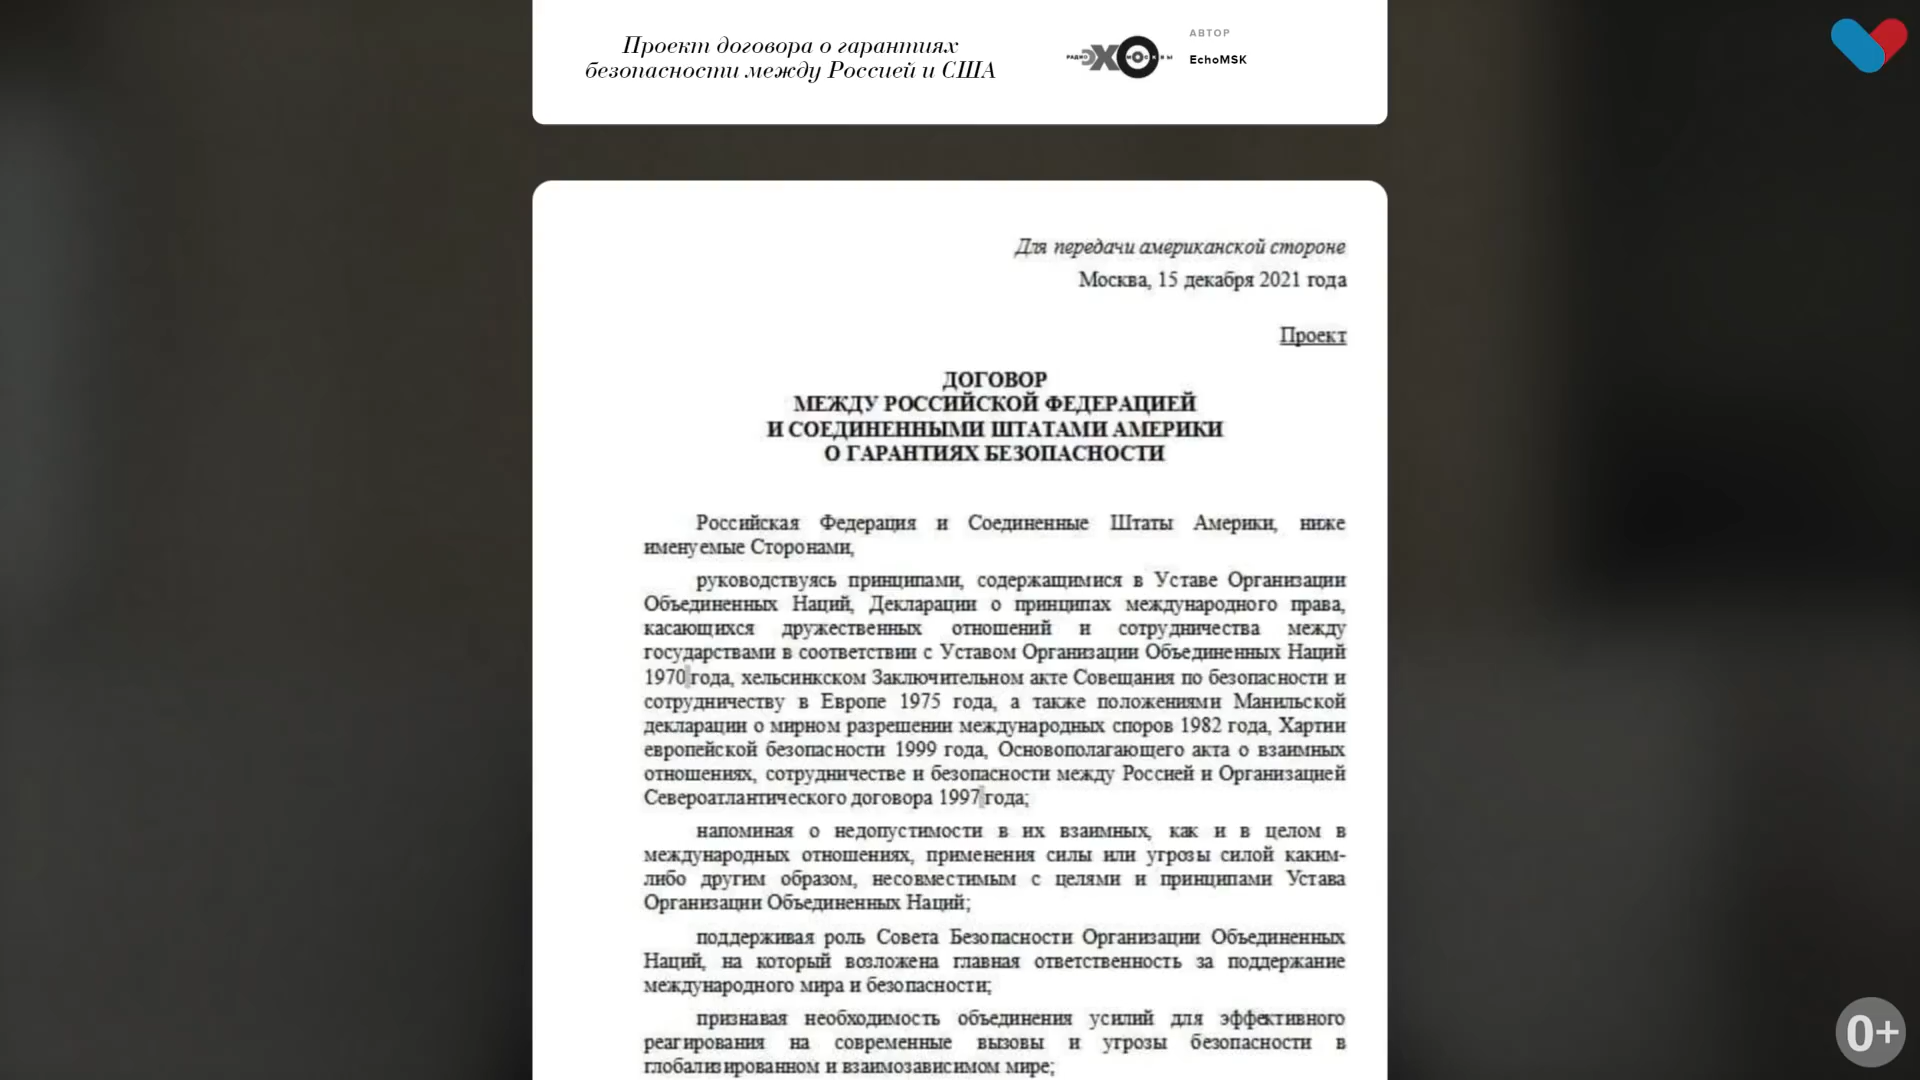 Проект договора о гарантиях
безопасности между Россией и США
РАДИО ЭХО МОСКВЫ
АВТОР
EchoMSK
Для передачи американской стороне
Москва, 15 декабря 2021 года
Проект
ДОГОВОР
МЕЖДУ РОССИЙСКОЙ ФЕДЕРАЦИЕЙ
И СОЕДИНЕННЫМИ ШТАТАМИ АМЕРИКИ
О ГАРАНТИЯХ БЕЗОПАСНОСТИ
Российская Федерация и Соединенные Штаты Америки, ниже
именуемые Сторонами,
руководствуясь принципами, содержащимися в Уставе Организации
Объединенных Наций, Декларации о принципах международного права,
касающихся дружественных отношений и сотрудничества между
государствами в соответствии с Уставом Организации Объединенных Наций
1970 года, хельсинкском Заключительном акте Совещания по безопасности и
сотрудничеству в Европе 1975 года, а также положениями Манильской
декларации о мирном разрешении международных споров 1982 года, Хартии
европейской безопасности 1999 года, Основополагающего акта о взаимных
отношениях, сотрудничестве и безопасности между Россией и Организацией
Североатлантического договора 1997 года;
напоминая о недопустимости в их взаимных, как и в целом в
международных отношениях, применения силы или угрозы силой каким-
либо другим образом, несовместимым с целями и принципами Устава
Организации Объединенных Наций;
поддерживая роль Совета Безопасности Организации Объединенных
Наций, на который возложена главная ответственность за поддержание
международного мира и безопасности;
признавая необходимость объединения усилий для эффективного
реагирования на современные вызовы и угрозы безопасности в
глобализированном и взаимозависимом мире;
0+